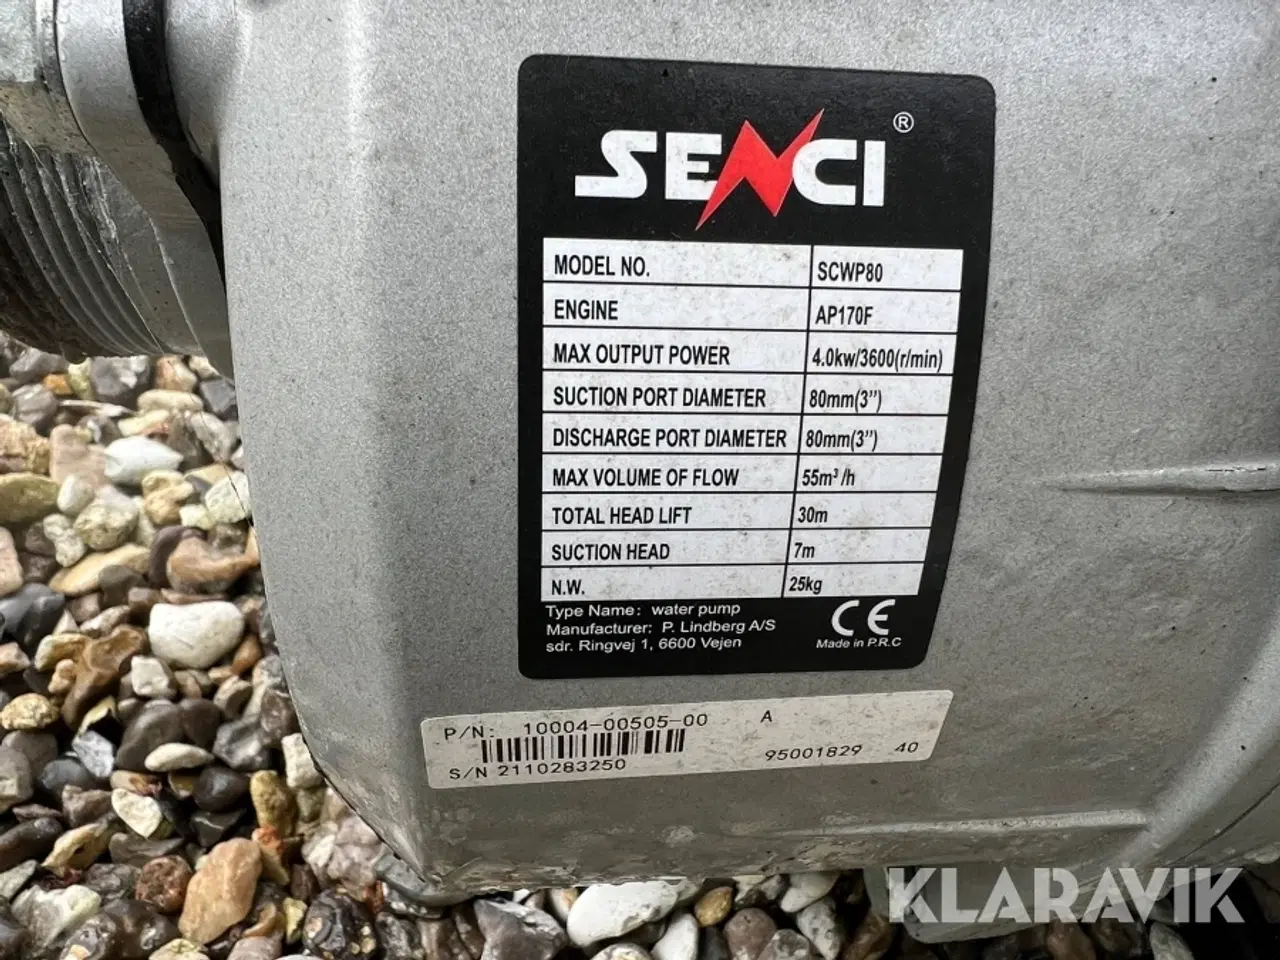 SENCI ®
MODEL NO. SCWP80
ENGINE AP170F
MAX OUTPUT POWER 4.0kw/3600(r/min)
SUCTION PORT DIAMETER 80mm(3”)
DISCHARGE PORT DIAMETER 80mm(3”)
MAX VOLUME OF FLOW 55m³/h
TOTAL HEAD LIFT 30m
SUCTION HEAD 7m
N.W. 25kg
Type Name: water pump
Manufacturer: P. Lindberg A/S
sdr. Ringvej 1, 6600 Vejen
CE
Made in P.R.C
P/N: 10004-00505-00 A
S/N 2110283250 95001829 40
KLARAVIK